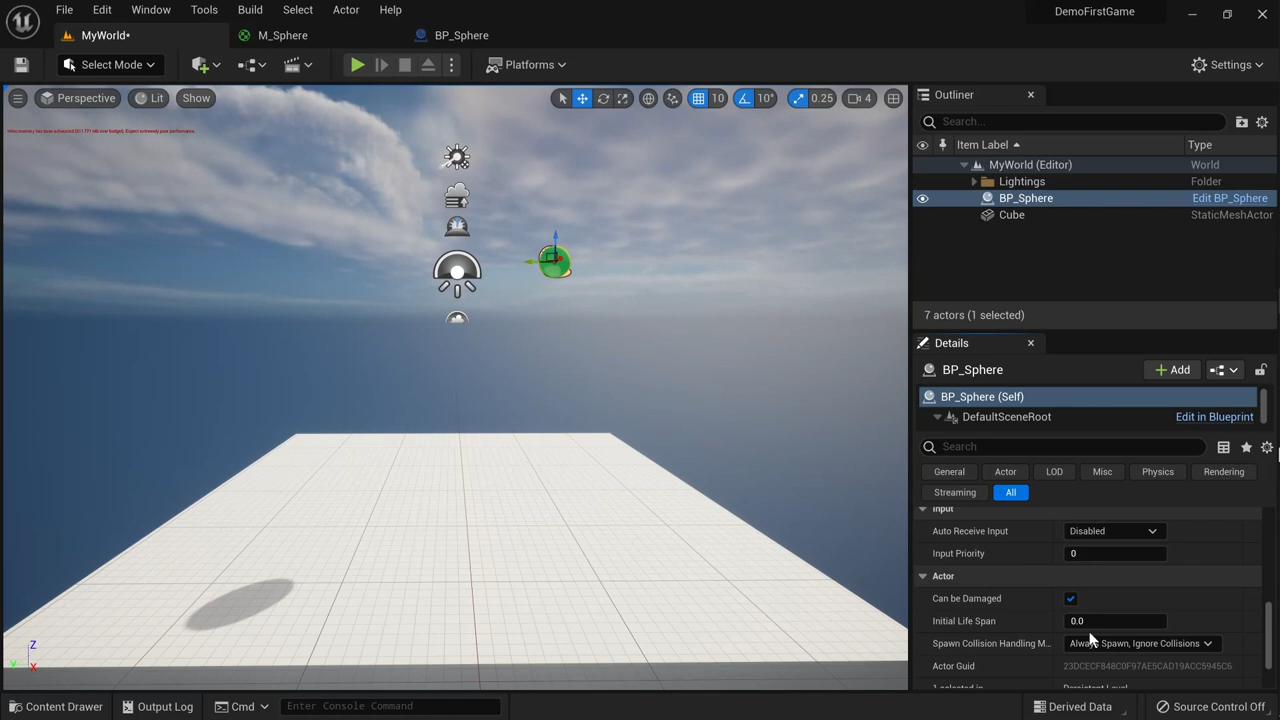 File Edit Window Tools Build Select Actor Help
DemoFirstGame
MyWorld* M_Sphere BP_Sphere
Select Mode Platforms Settings
Perspective Lit Show 10 10° 0.25 4
Outliner
Search...
Item Label Type
MyWorld (Editor) World
Lightings Folder
BP_Sphere Edit BP_Sphere
Cube StaticMeshActor
7 actors (1 selected)
Details
BP_Sphere Add
BP_Sphere (Self)
DefaultSceneRoot Edit in Blueprint
Search
General Actor LOD Misc Physics Rendering
Streaming All
Input
Auto Receive Input Disabled
Input Priority 0
Actor
Can be Damaged
Initial Life Span 0.0
Spawn Collision Handling M... Always Spawn, Ignore Collisions
Actor Guid 23DCECF848C0F97AE5CAD19ACC5945C6
1 selected in Persistent Level
Z
Y X
Content Drawer Output Log Cmd Enter Console Command Derived Data Source Control Off